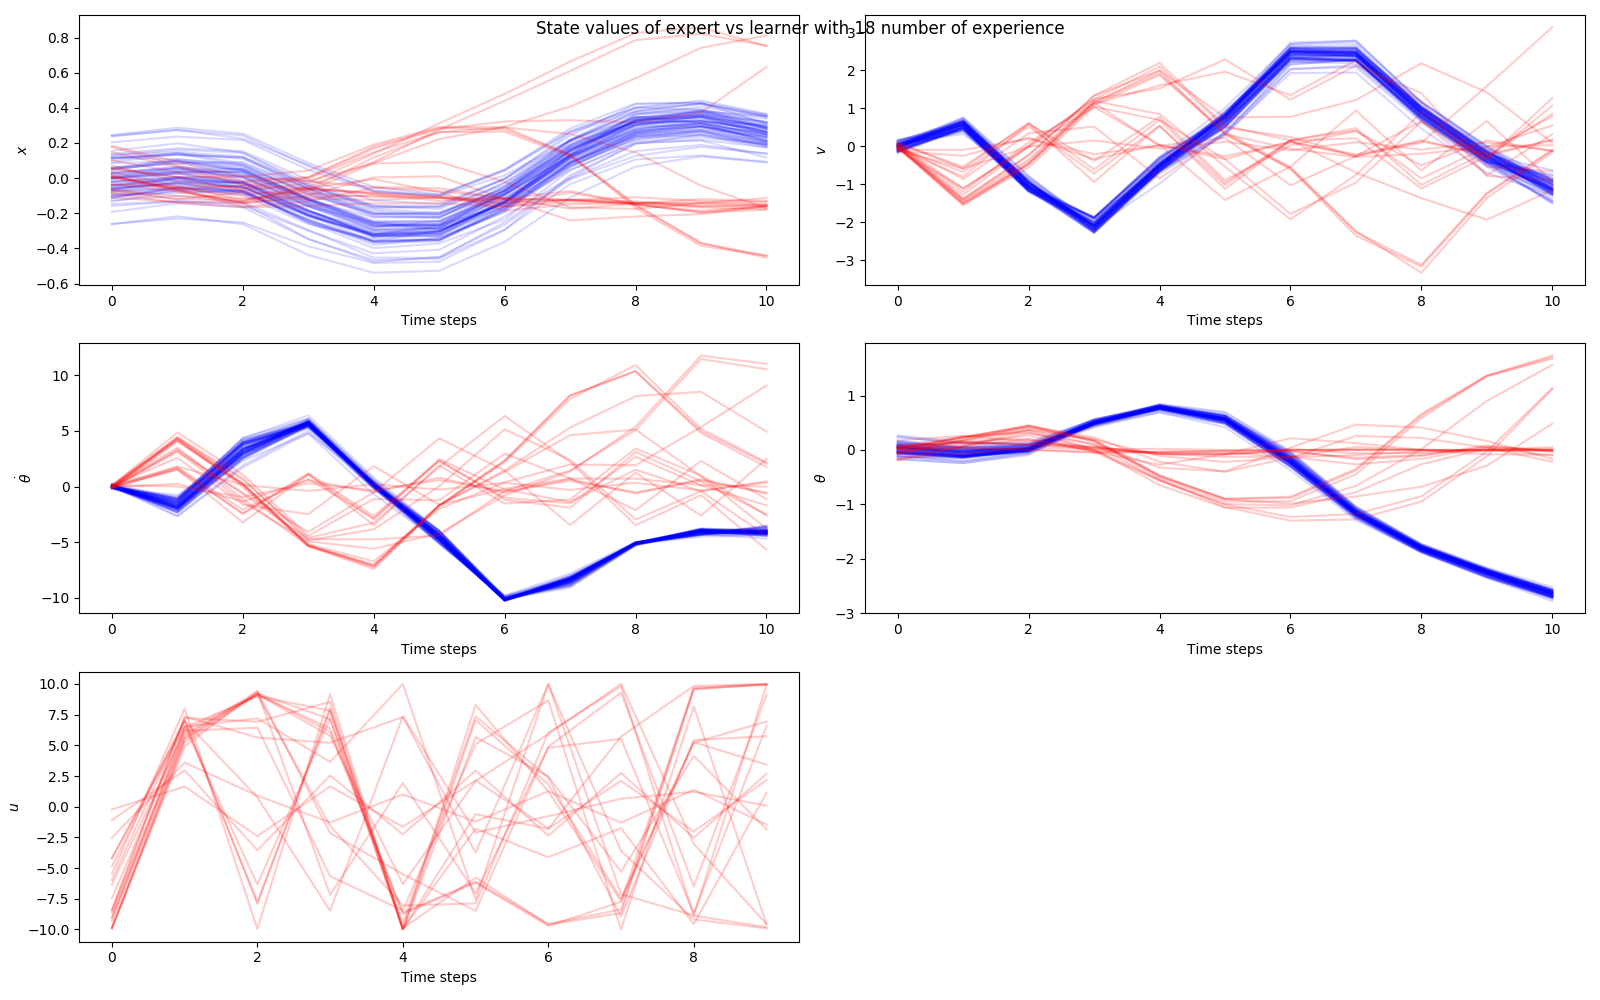 State values of expert vs learner with 18 number of experience
0.8
0.6
0.4
0.2
0.0
−0.2
−0.4
−0.6
x
0 2 4 6 8 10
Time steps
3
2
1
0
−1
−2
−3
v
0 2 4 6 8 10
Time steps
10
5
0
−5
−10
θ̇
0 2 4 6 8 10
Time steps
1
0
−1
−2
−3
θ
0 2 4 6 8 10
Time steps
10.0
7.5
5.0
2.5
0.0
−2.5
−5.0
−7.5
−10.0
u
0 2 4 6 8
Time steps